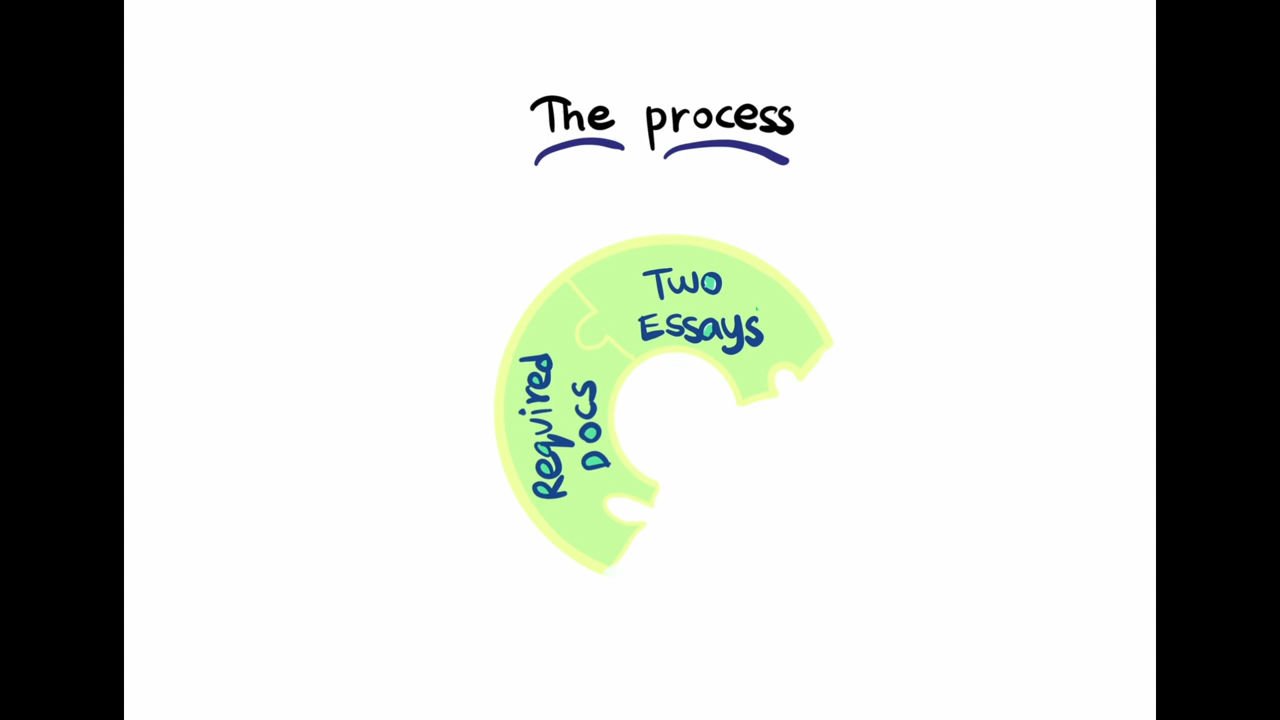 The process
Two
Essays
Required
Docs